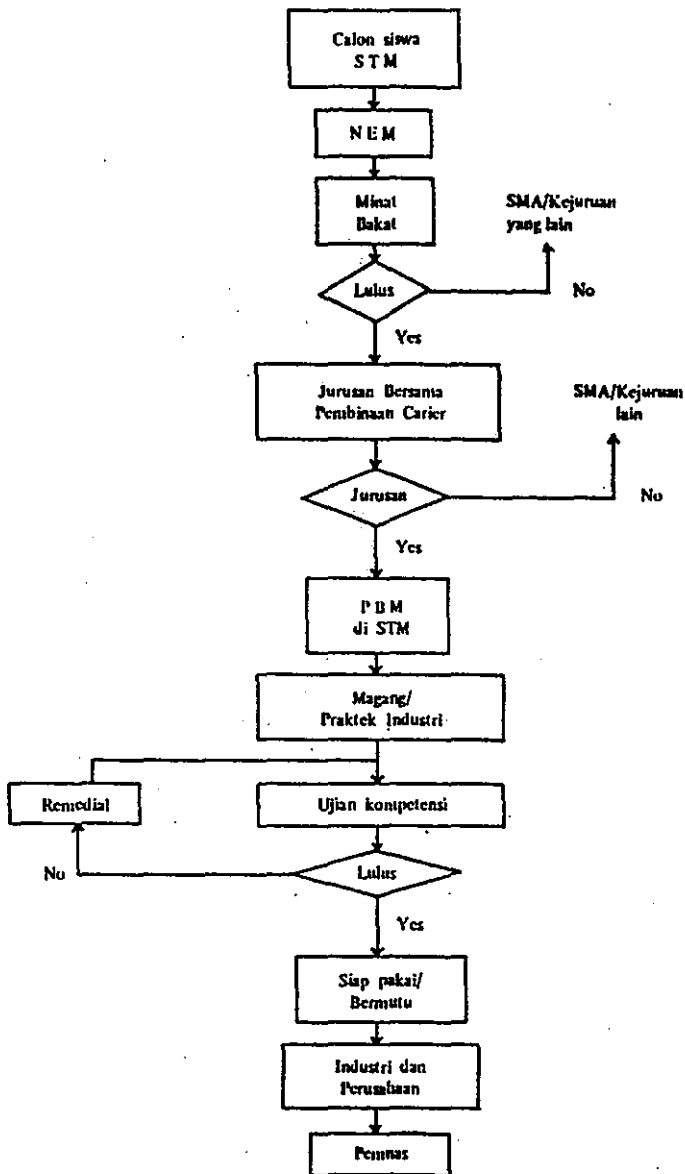 Calon siswa
S T M
N E M
Minat
Bakat
SMA/Kejuruan
yang lain
Lulus
No
Yes
Jurusan Bersama
Pembinaan Carier
SMA/Kejuruan
lain
Jurusan
No
Yes
P B M
di STM
Magang/
Praktek Industri
Remedial
Ujian kompetensi
No
Lulus
Yes
Siap pakai/
Bermutu
Industri dan
Perusahaan
Pemnas